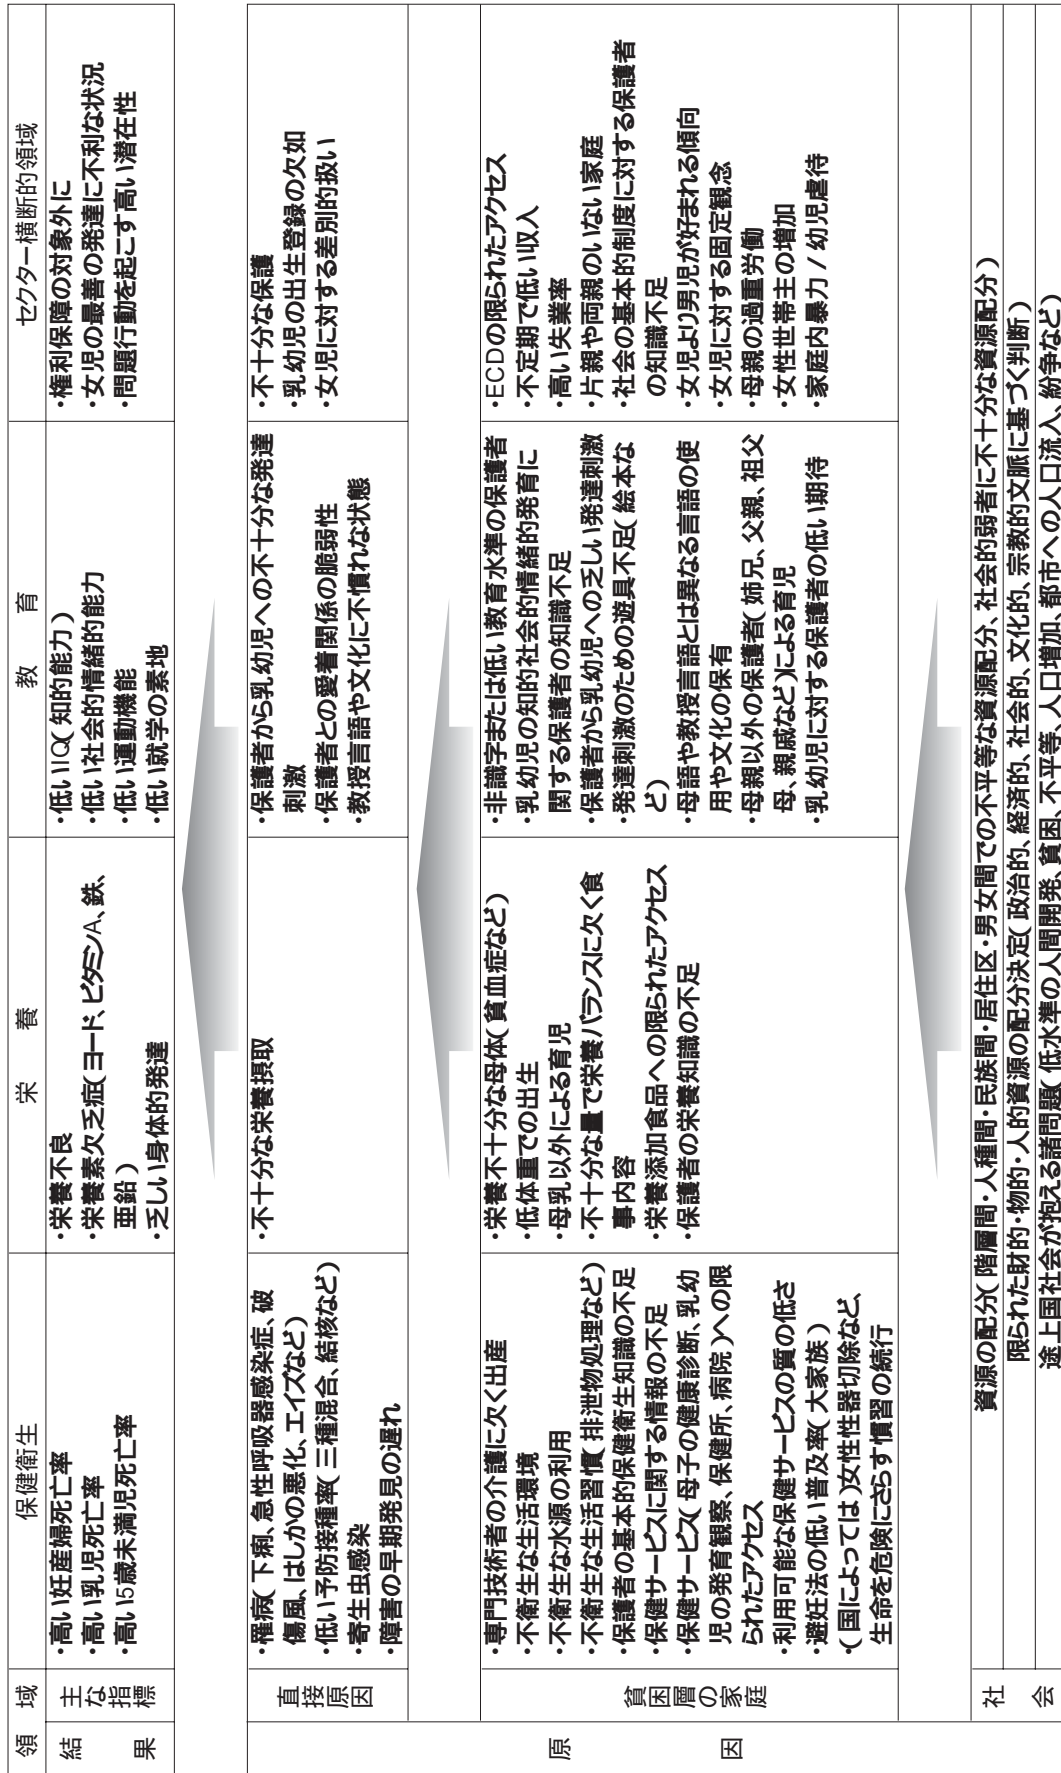 領　域
保健衛生
栄　養
教　育
セクター横断的領域
結　果
主な指標
・高い妊産婦死亡率
・高い乳児死亡率
・高い5歳未満児死亡率
・栄養不良
・栄養素欠乏症（ヨード、ビタミンA、鉄、
亜鉛）
・乏しい身体的発達
・低いIQ（知的能力）
・低い社会的情緒的能力
・低い運動機能
・低い就学の素地
・権利保障の対象外に
・女児の最善の発達に不利な状況
・問題行動を起こす高い潜在性
原　因
直接原因
・罹病（下痢、急性呼吸器感染症、破
傷風、はしかの悪化、エイズなど）
・低い予防接種率（三種混合、結核など）
・寄生虫感染
・障害の早期発見の遅れ
・不十分な栄養摂取
・保護者から乳幼児への不十分な発達
刺激
・保護者との愛着関係の脆弱性
・教授言語や文化に不慣れな状態
・不十分な保護
・乳幼児の出生登録の欠如
・女児に対する差別的扱い
貧困層の家庭
・専門技術者の介護に欠く出産
・不衛生な生活環境
・不衛生な水源の利用
・不衛生な生活習慣（排泄物処理など）
・保護者の基本的保健衛生知識の不足
・保健サービスに関する情報の不足
・保健サービス（母子の健康診断、乳幼
児の発育観察、保健所、病院）への限
られたアクセス
・利用可能な保健サービスの質の低さ
・避妊法の低い普及率（大家族）
・（国によっては）女性性器切除など、
生命を危険にさらす慣習の続行
・栄養不十分な母体（貧血症など）
・低体重での出生
・母乳以外による育児
・不十分な量で栄養バランスに欠く食
事内容
・栄養添加食品への限られたアクセス
・保護者の栄養知識の不足
・非識字または低い教育水準の保護者
・乳幼児の知的社会的情緒的発育に
関する保護者の知識不足
・保護者から乳幼児への乏しい発達刺激
・発達刺激のための遊具不足（絵本な
ど）
・母語や教授言語とは異なる言語の使
用や文化の保有
・母親以外の保護者（姉兄、父親、祖父
母、親戚など）による育児
・乳幼児に対する保護者の低い期待
・ECDの限られたアクセス
・不定期で低い収入
・高い失業率
・片親や両親のいない家庭
・社会の基本的制度に対する保護者
の知識不足
・女児より男児が好まれる傾向
・女児に対する固定観念
・母親の過重労働
・女性世帯主の増加
・家庭内暴力／幼児虐待
社　会
資源の配分（階層間・人種間・民族間・居住区・男女間での不平等な資源配分、社会的弱者に不十分な資源配分）
限られた財的・物的・人的資源の配分決定（政治的、経済的、社会的、文化的、宗教的文脈に基づく判断）
途上国社会が抱える諸問題（低水準の人間開発、貧困、不平等、人口増加、都市への人口流入、紛争など）